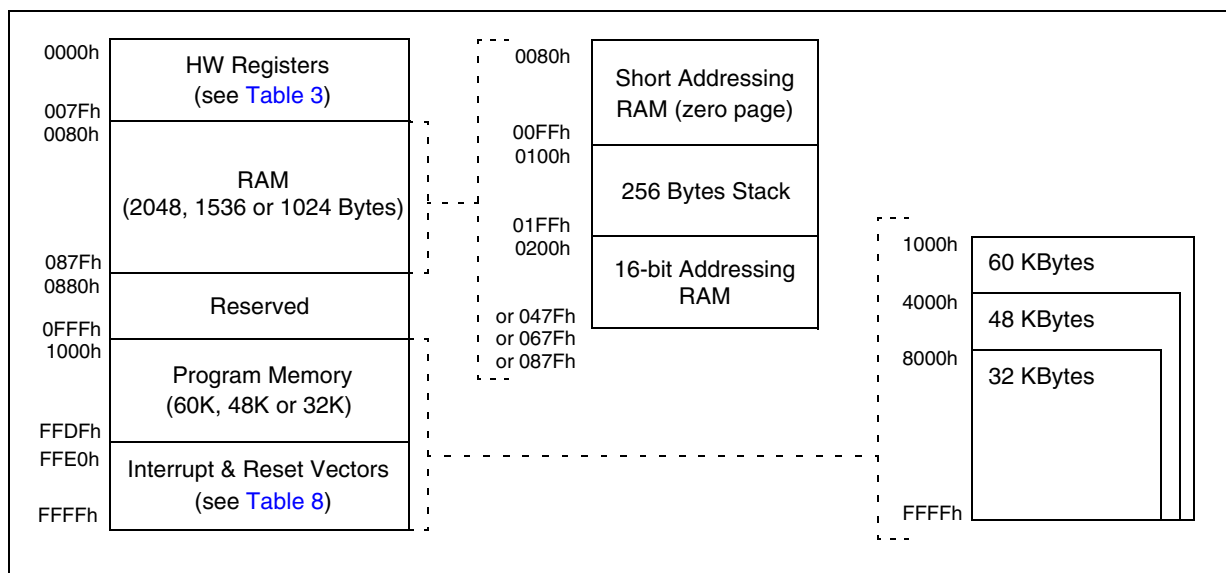 0000h
HW Registers
(see Table 3)
007Fh
0080h
RAM
(2048, 1536 or 1024 Bytes)
087Fh
0880h
Reserved
0FFFh
1000h
Program Memory
(60K, 48K or 32K)
FFDFh
FFE0h
Interrupt & Reset Vectors
(see Table 8)
FFFFh
0080h
Short Addressing
RAM (zero page)
00FFh
0100h
256 Bytes Stack
01FFh
0200h
16-bit Addressing
RAM
or 047Fh
or 067Fh
or 087Fh
1000h
60 KBytes
4000h
48 KBytes
8000h
32 KBytes
FFFFh